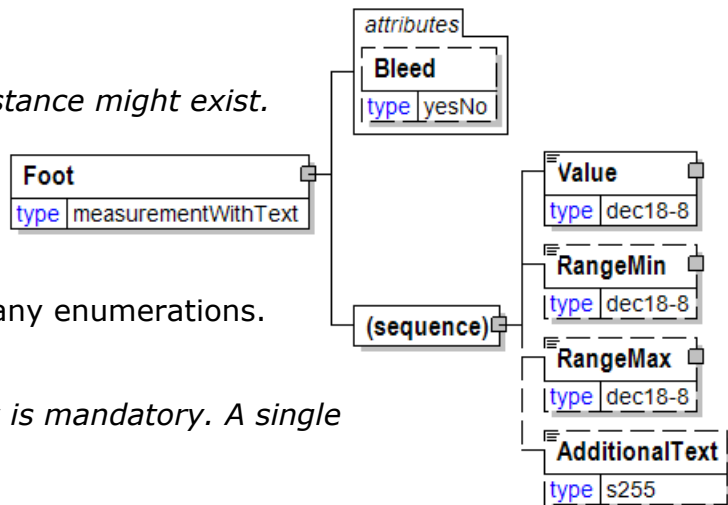 attributes
Bleed
type yesNo
stance might exist.
Foot
type measurementWithText
Value
type dec18-8
RangeMin
type dec18-8
any enumerations.
(sequence)
RangeMax
type dec18-8
is mandatory. A single
AdditionalText
type s255